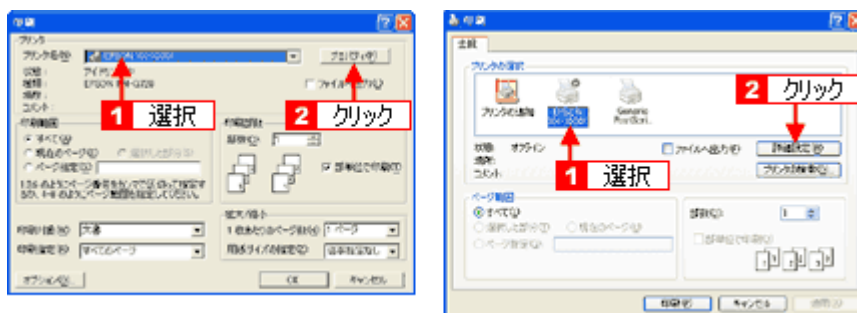 印刷
プリンタ
プリンタ名(N):
プロパティ(P)
状態:
種類:
場所:
コメント:
ファイルへ出力(L)
1 選択
2 クリック
印刷範囲
すべて(A)
現在のページ(E)
ページ指定(G):
部数(C): 1
部単位で印刷(T)
拡大/縮小
1 枚あたりのページ数(H): 1 ページ
用紙サイズの指定(Z): 倍率指定なし
印刷対象(W): 文書
印刷指定(R): すべてのページ
オプション(O)...
OK
キャンセル
印刷
全般
プリンタの選択
プリンタの追加
Generic
2 クリック
1 選択
状態: オフライン
場所:
コメント:
ファイルへ出力(F)
詳細設定(R)
プリンタの検索(D)...
ページ範囲
すべて(L)
選択した部分(T)
現在のページ(U)
ページ指定(G):
部数(C): 1
部単位で印刷(O)
印刷(P)
キャンセル
適用(A)